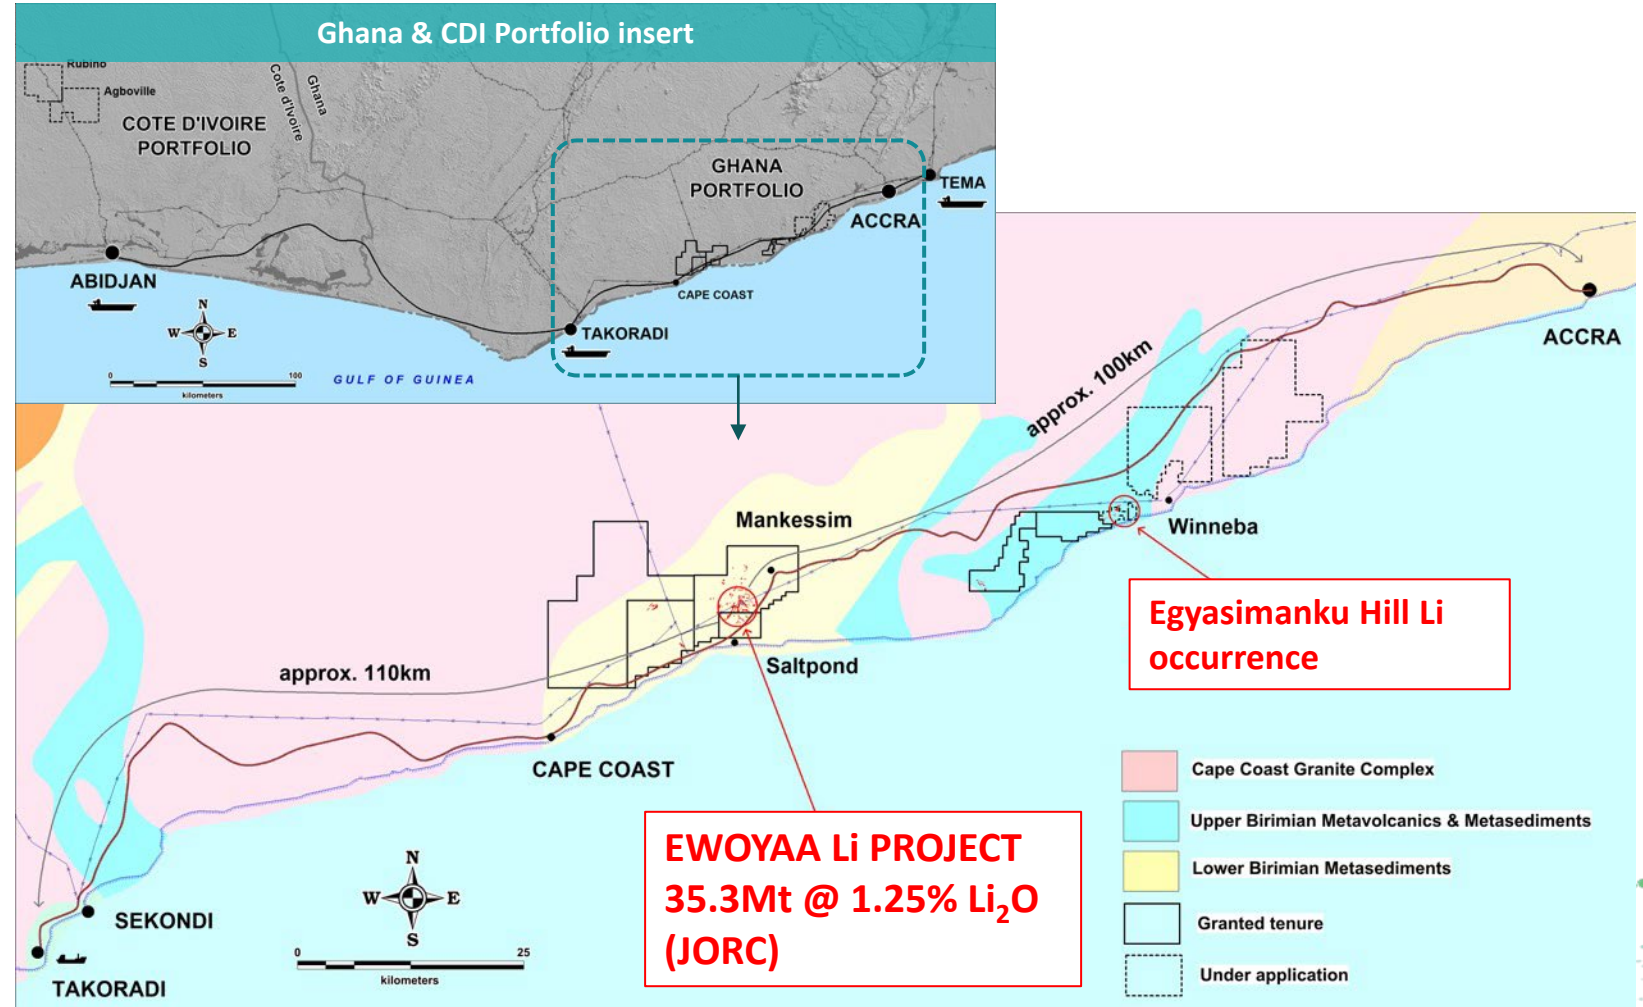 Ghana & CDI Portfolio insert
Rubino
Agboville
COTE D'IVOIRE
PORTFOLIO
Cote d'Ivoire
Ghana
GHANA
PORTFOLIO
TEMA
ACCRA
ABIDJAN
CAPE COAST
TAKORADI
N
W E
S
0 100
kilometers
GULF OF GUINEA
ACCRA
approx. 100km
Mankessim
Winneba
Egyasimanku Hill Li
occurrence
Saltpond
approx. 110km
CAPE COAST
EWOYAA Li PROJECT
35.3Mt @ 1.25% Li₂O
(JORC)
Cape Coast Granite Complex
Upper Birimian Metavolcanics & Metasediments
Lower Birimian Metasediments
Granted tenure
Under application
N
W E
S
0 25
kilometers
SEKONDI
TAKORADI